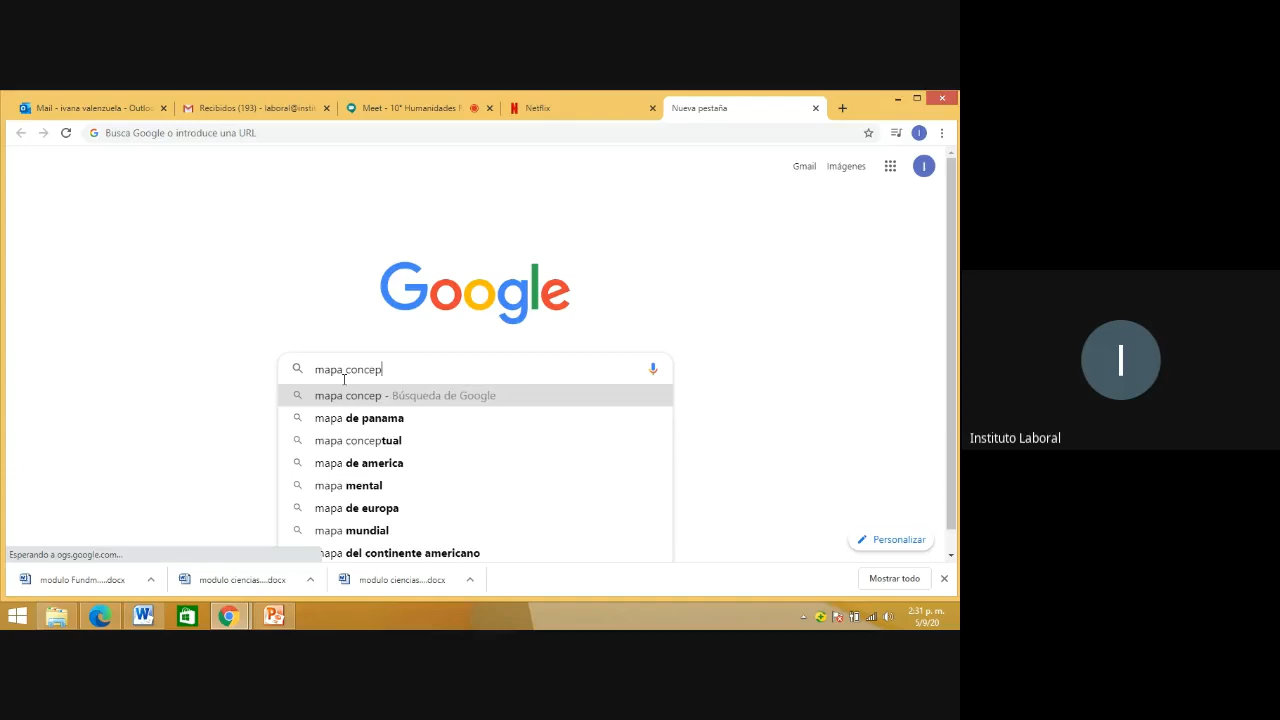 Mail - ivana valenzuela - Outloo
Recibidos (193) - laboral@instit
Meet - 10° Humanidades F
Netflix
Nueva pestaña
Busca Google o introduce una URL
Gmail
Imágenes
I
I
Google
mapa concep
mapa concep - Búsqueda de Google
mapa de panama
mapa conceptual
mapa de america
mapa mental
mapa de europa
mapa mundial
mapa del continente americano
Personalizar
Esperando a ogs.google.com...
modulo Fundm.....docx
modulo ciencias....docx
modulo ciencias....docx
Mostrar todo
2:31 p. m.
5/9/20
I
Instituto Laboral